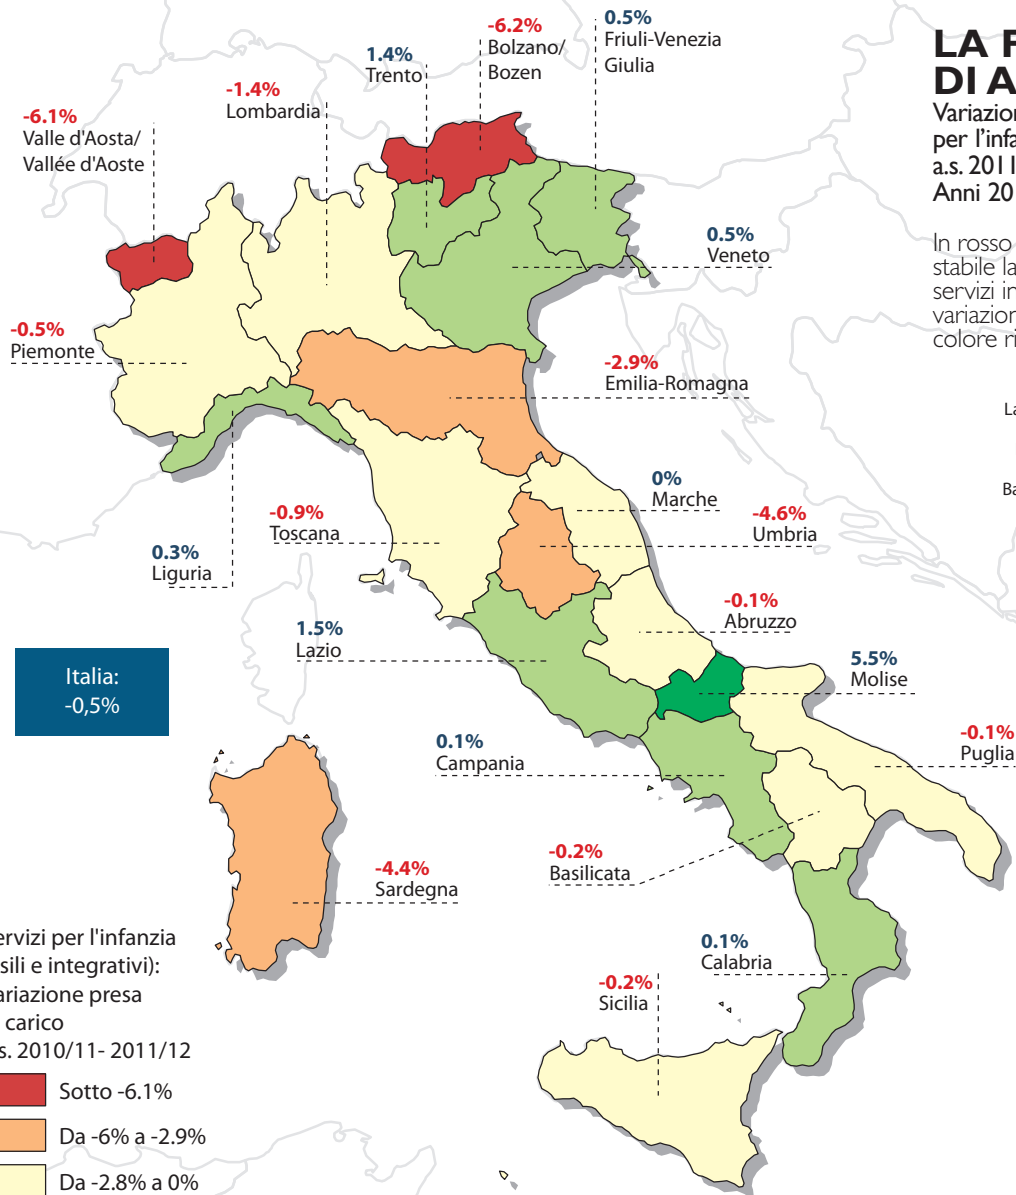 -6.2%
Bolzano/
Bozen
0.5%
Friuli-Venezia
Giulia
1.4%
Trento
-1.4%
Lombardia
-6.1%
Valle d'Aosta/
Vallée d'Aoste
LA
DI A
Variazion
per l'infa
a.s. 2011
Anni 20
In rosso
stabile la
servizi in
variazion
colore ri
0.5%
Veneto
-0.5%
Piemonte
-2.9%
Emilia-Romagna
La
Ba
0%
Marche
-4.6%
Umbria
-0.9%
Toscana
0.3%
Liguria
-0.1%
Abruzzo
1.5%
Lazio
5.5%
Molise
Italia:
-0,5%
-0.1%
Puglia
0.1%
Campania
-0.2%
Basilicata
-4.4%
Sardegna
0.1%
Calabria
-0.2%
Sicilia
ervizi per l'infanzia
sili e integrativi):
ariazione presa
carico
s. 2010/11- 2011/12
Sotto -6.1%
Da -6% a -2.9%
Da -2.8% a 0%